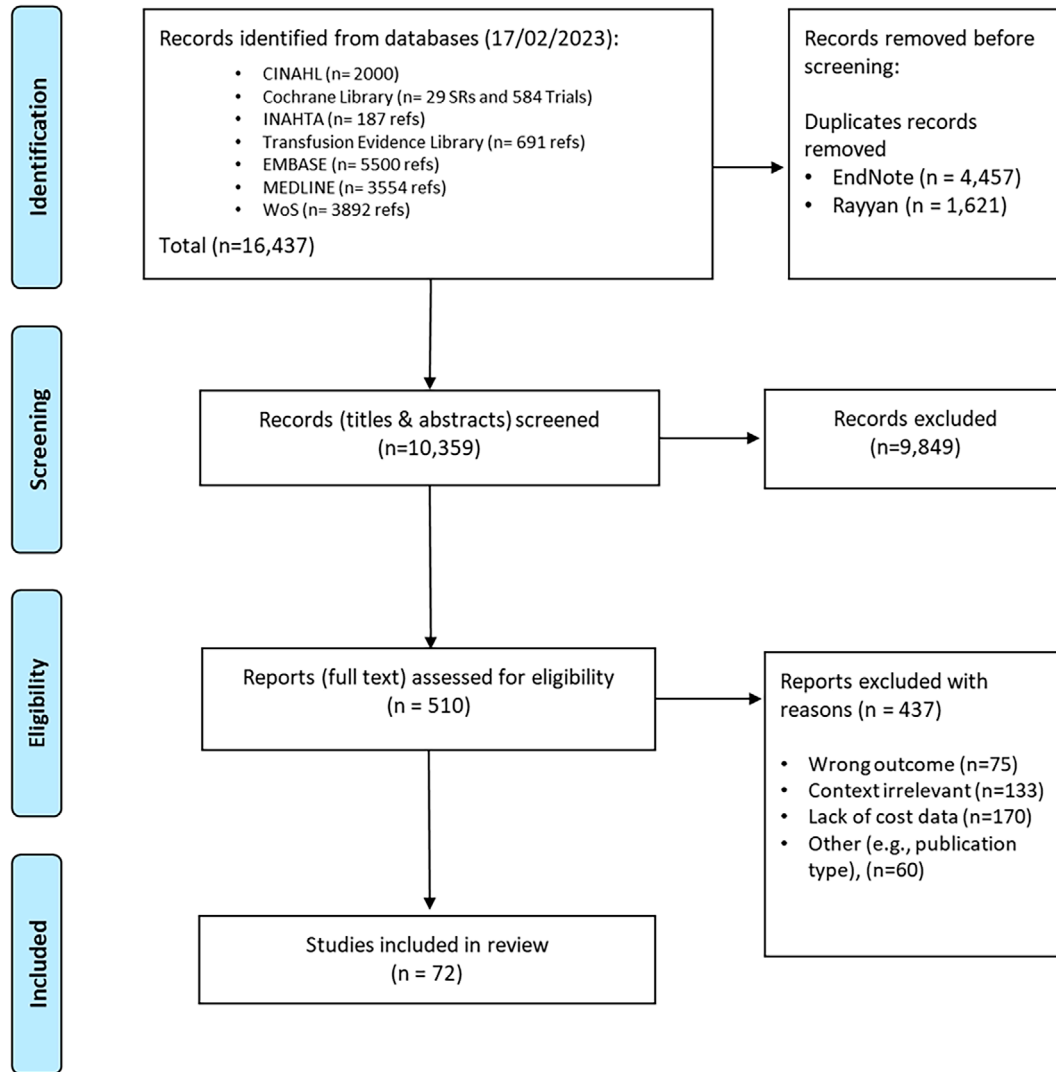 Identification
Records identified from databases (17/02/2023):
• CINAHL (n= 2000)
• Cochrane Library (n= 29 SRs and 584 Trials)
• INAHTA (n= 187 refs)
• Transfusion Evidence Library (n= 691 refs)
• EMBASE (n= 5500 refs)
• MEDLINE (n= 3554 refs)
• WoS (n= 3892 refs)
Total (n=16,437)
Records removed before
screening:
Duplicates records
removed
• EndNote (n = 4,457)
• Rayyan (n = 1,621)
Screening
Records (titles & abstracts) screened
(n=10,359)
Records excluded
(n=9,849)
Eligibility
Reports (full text) assessed for eligibility
(n = 510)
Reports excluded with
reasons (n = 437)
• Wrong outcome (n=75)
• Context irrelevant (n=133)
• Lack of cost data (n=170)
• Other (e.g., publication
type), (n=60)
Included
Studies included in review
(n = 72)